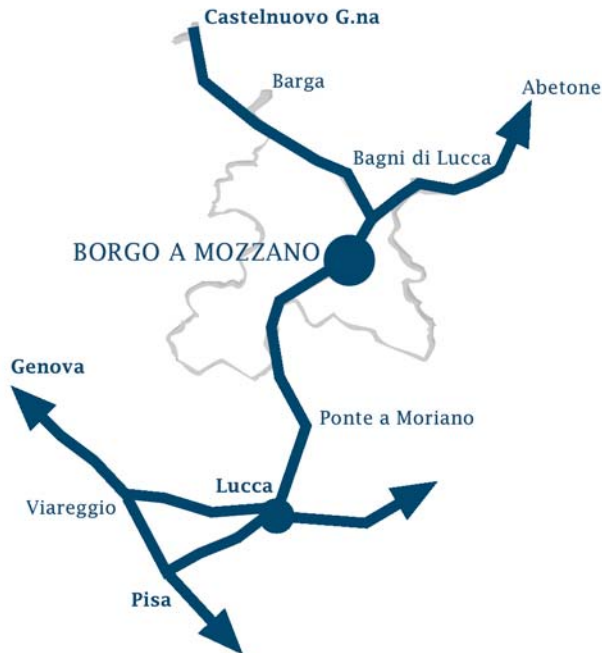 Castelnuovo G.na
Barga
Abetone
Bagni di Lucca
BORGO A MOZZANO
Genova
Ponte a Moriano
Lucca
Viareggio
Pisa